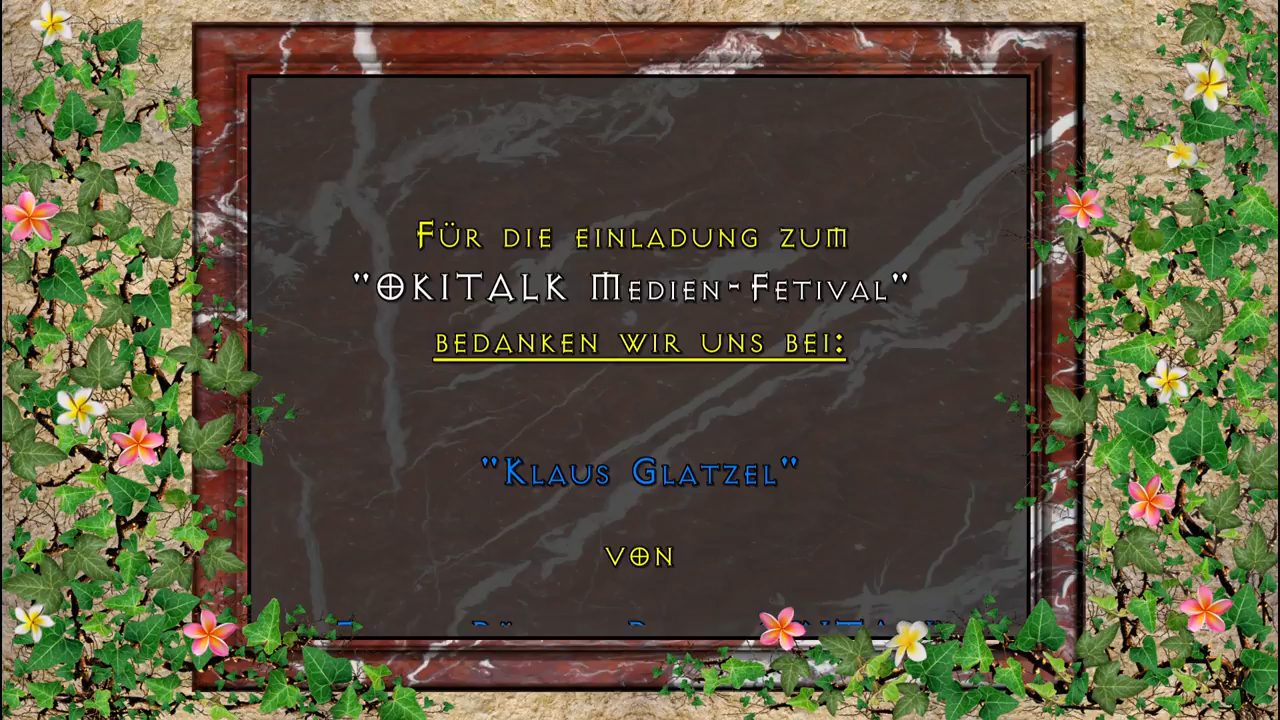 Für die einladung zum
"OKITALK Medien-Fetival"
bedanken wir uns bei:
"Klaus Glatzel"
von